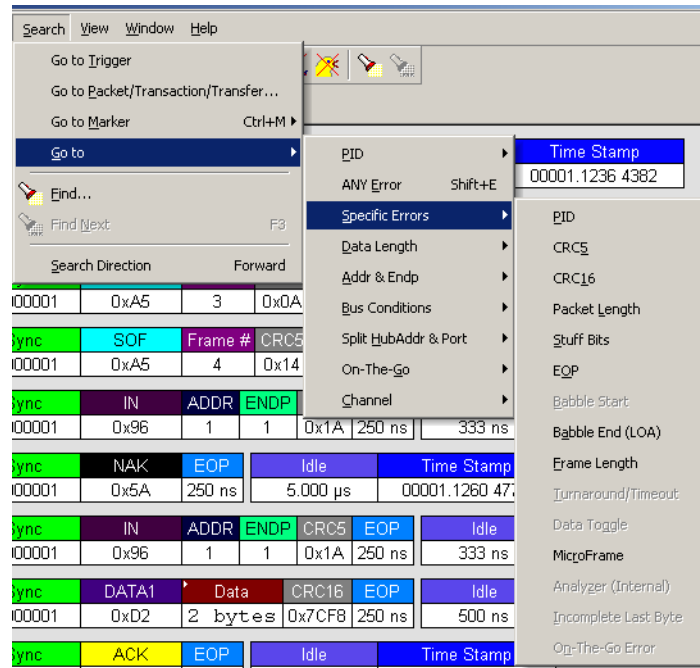 Search View Window Help
Go to Trigger
Go to Packet/Transaction/Transfer...
Go to Marker Ctrl+M
Go to
Find...
Find Next F3
Search Direction Forward
PID
ANY Error Shift+E
Specific Errors
Data Length
Addr & Endp
Bus Conditions
Split HubAddr & Port
On-The-Go
Channel
Time Stamp
00001.1236 4382
PID
CRC5
CRC16
Packet Length
Stuff Bits
EOP
Babble Start
Babble End (LOA)
Frame Length
Turnaround/Timeout
Data Toggle
MicroFrame
Analyzer (Internal)
Incomplete Last Byte
On-The-Go Error
00001 0xA5 3 0x0A
Sync SOF Frame # CRC5
00001 0xA5 4 0x14
Sync IN ADDR ENDP
00001 0x96 1 1 0x1A 250 ns 333 ns
Sync NAK EOP Idle Time Stamp
00001 0x5A 250 ns 5.000 µs 00001.1260 477
Sync IN ADDR ENDP CRC5 EOP Idle
00001 0x96 1 1 0x1A 250 ns 333 ns
Sync DATA1 Data CRC16 EOP Idle
00001 0xD2 2 bytes 0x7CF8 250 ns 500 ns
Sync ACK EOP Idle Time Stamp